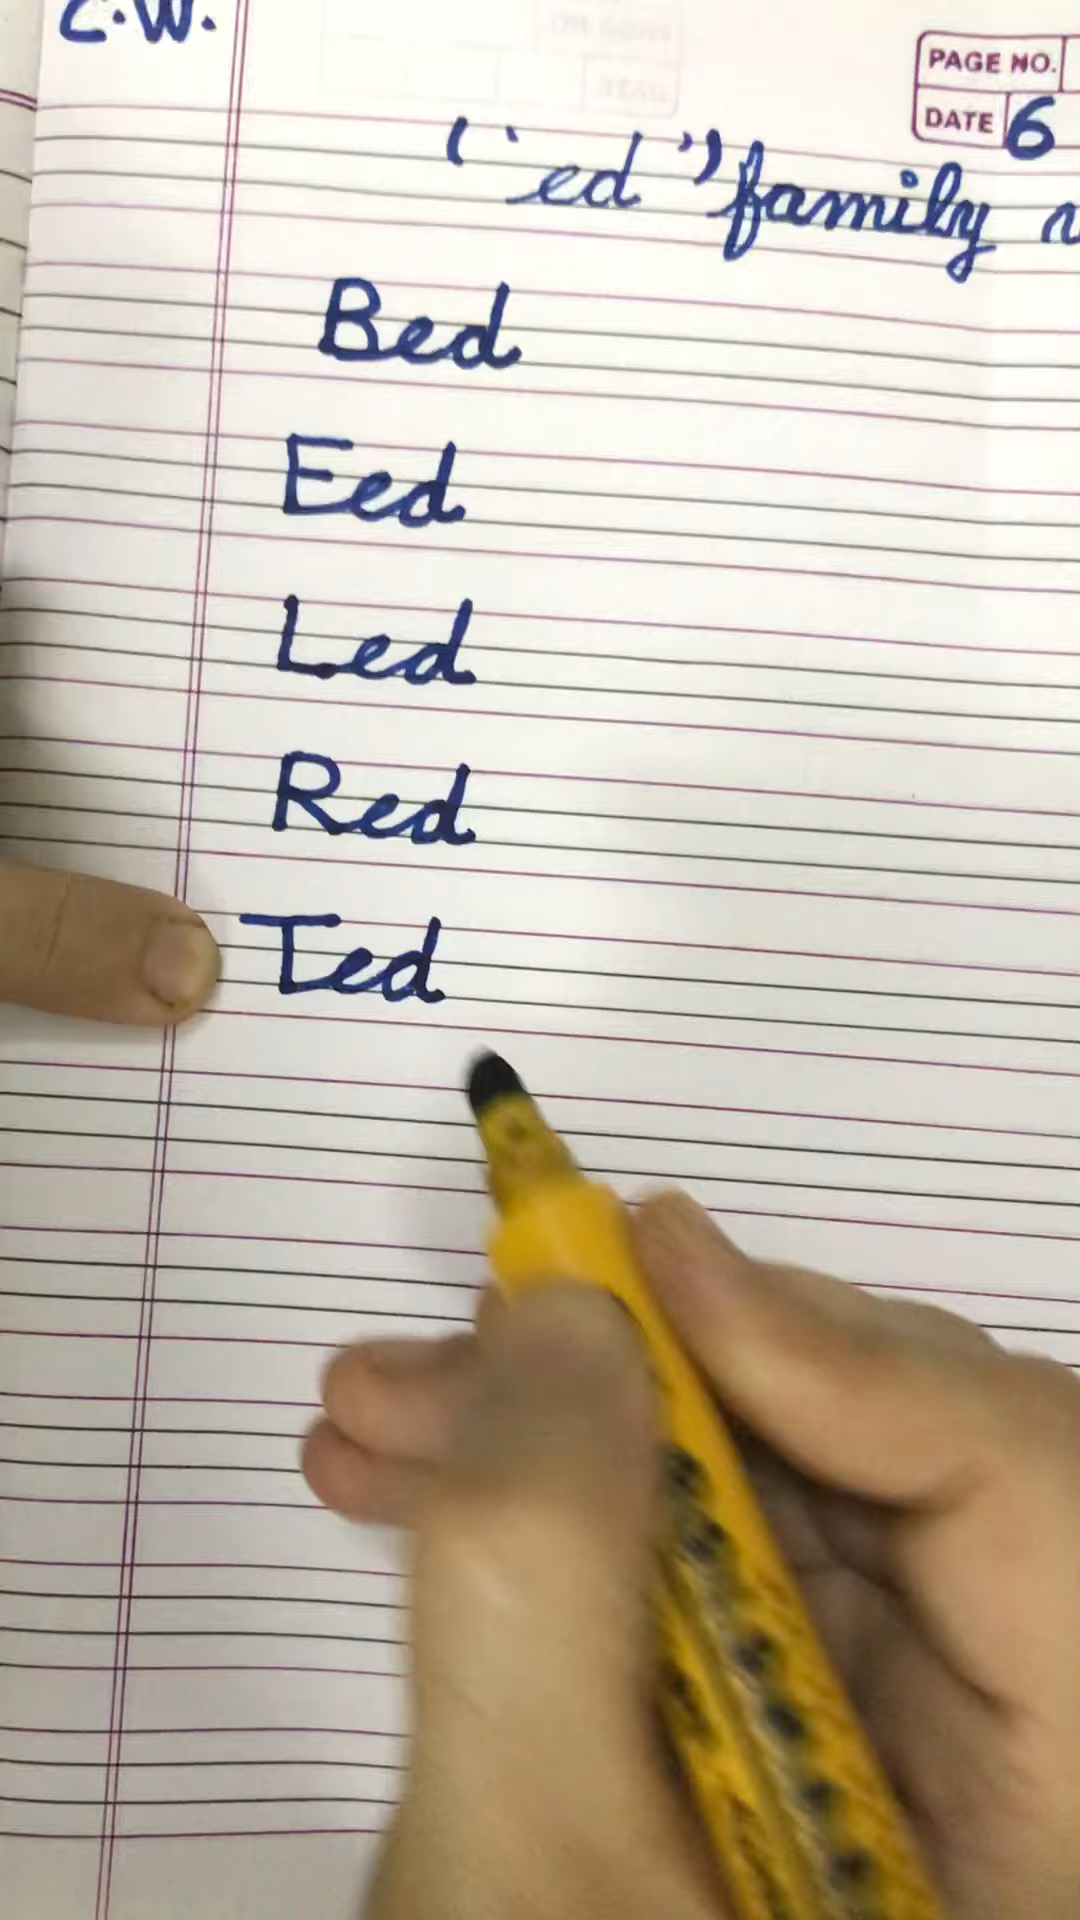 C.W.
PAGE NO.
DATE 6
("ed") family
Bed
Eed
Led
Red
Ted